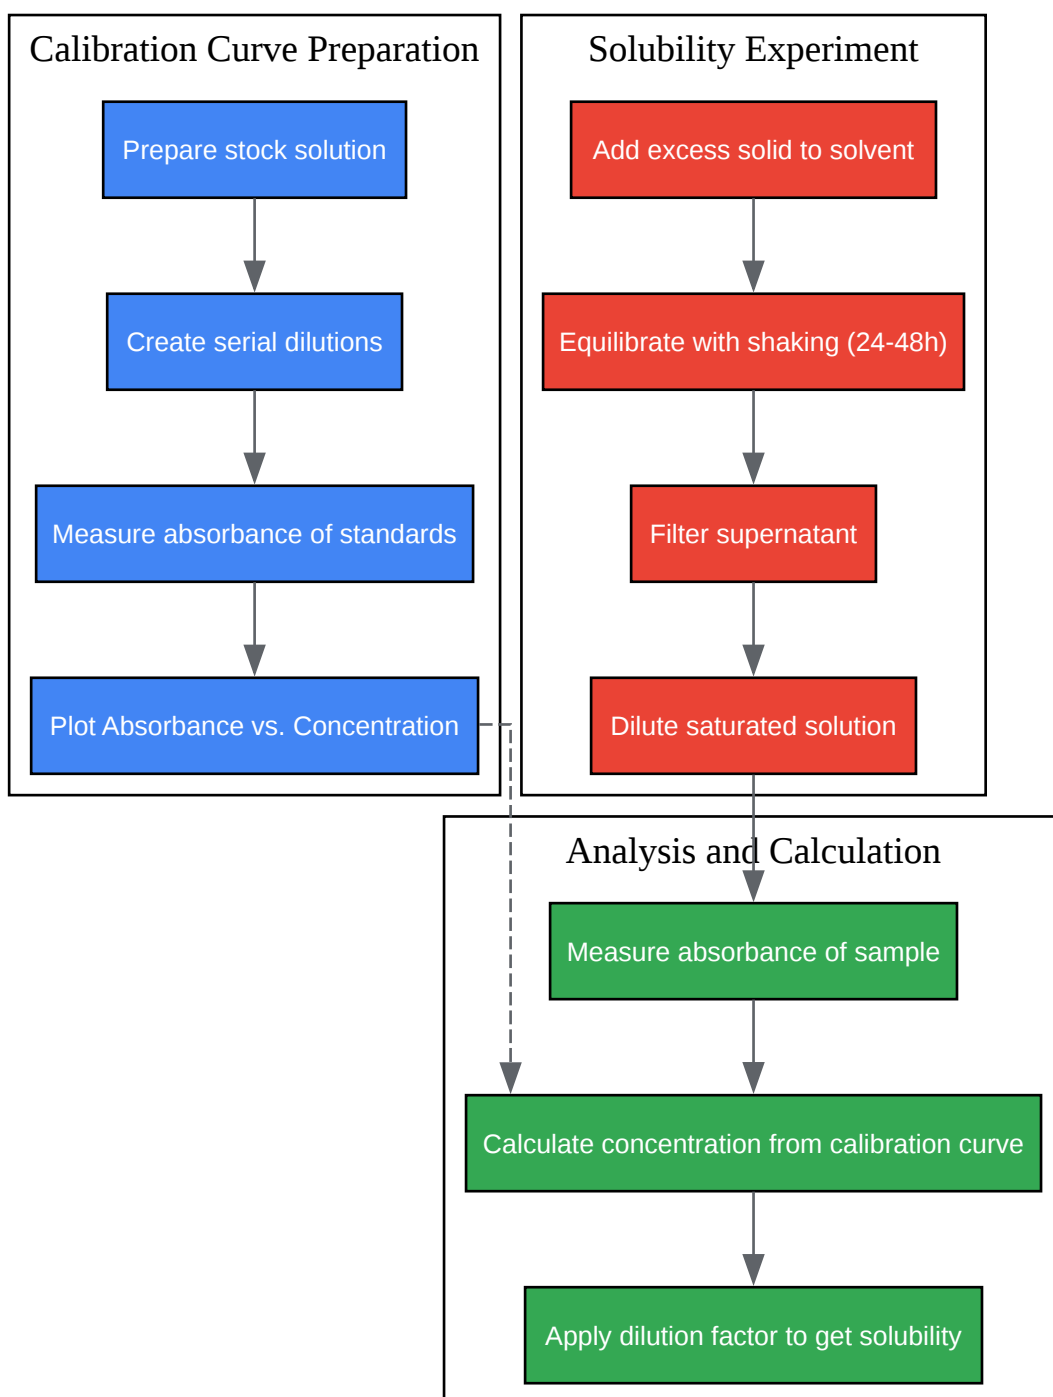 Calibration Curve Preparation
Prepare stock solution
Create serial dilutions
Measure absorbance of standards
Plot Absorbance vs. Concentration
Solubility Experiment
Add excess solid to solvent
Equilibrate with shaking (24-48h)
Filter supernatant
Dilute saturated solution
Analysis and Calculation
Measure absorbance of sample
Calculate concentration from calibration curve
Apply dilution factor to get solubility